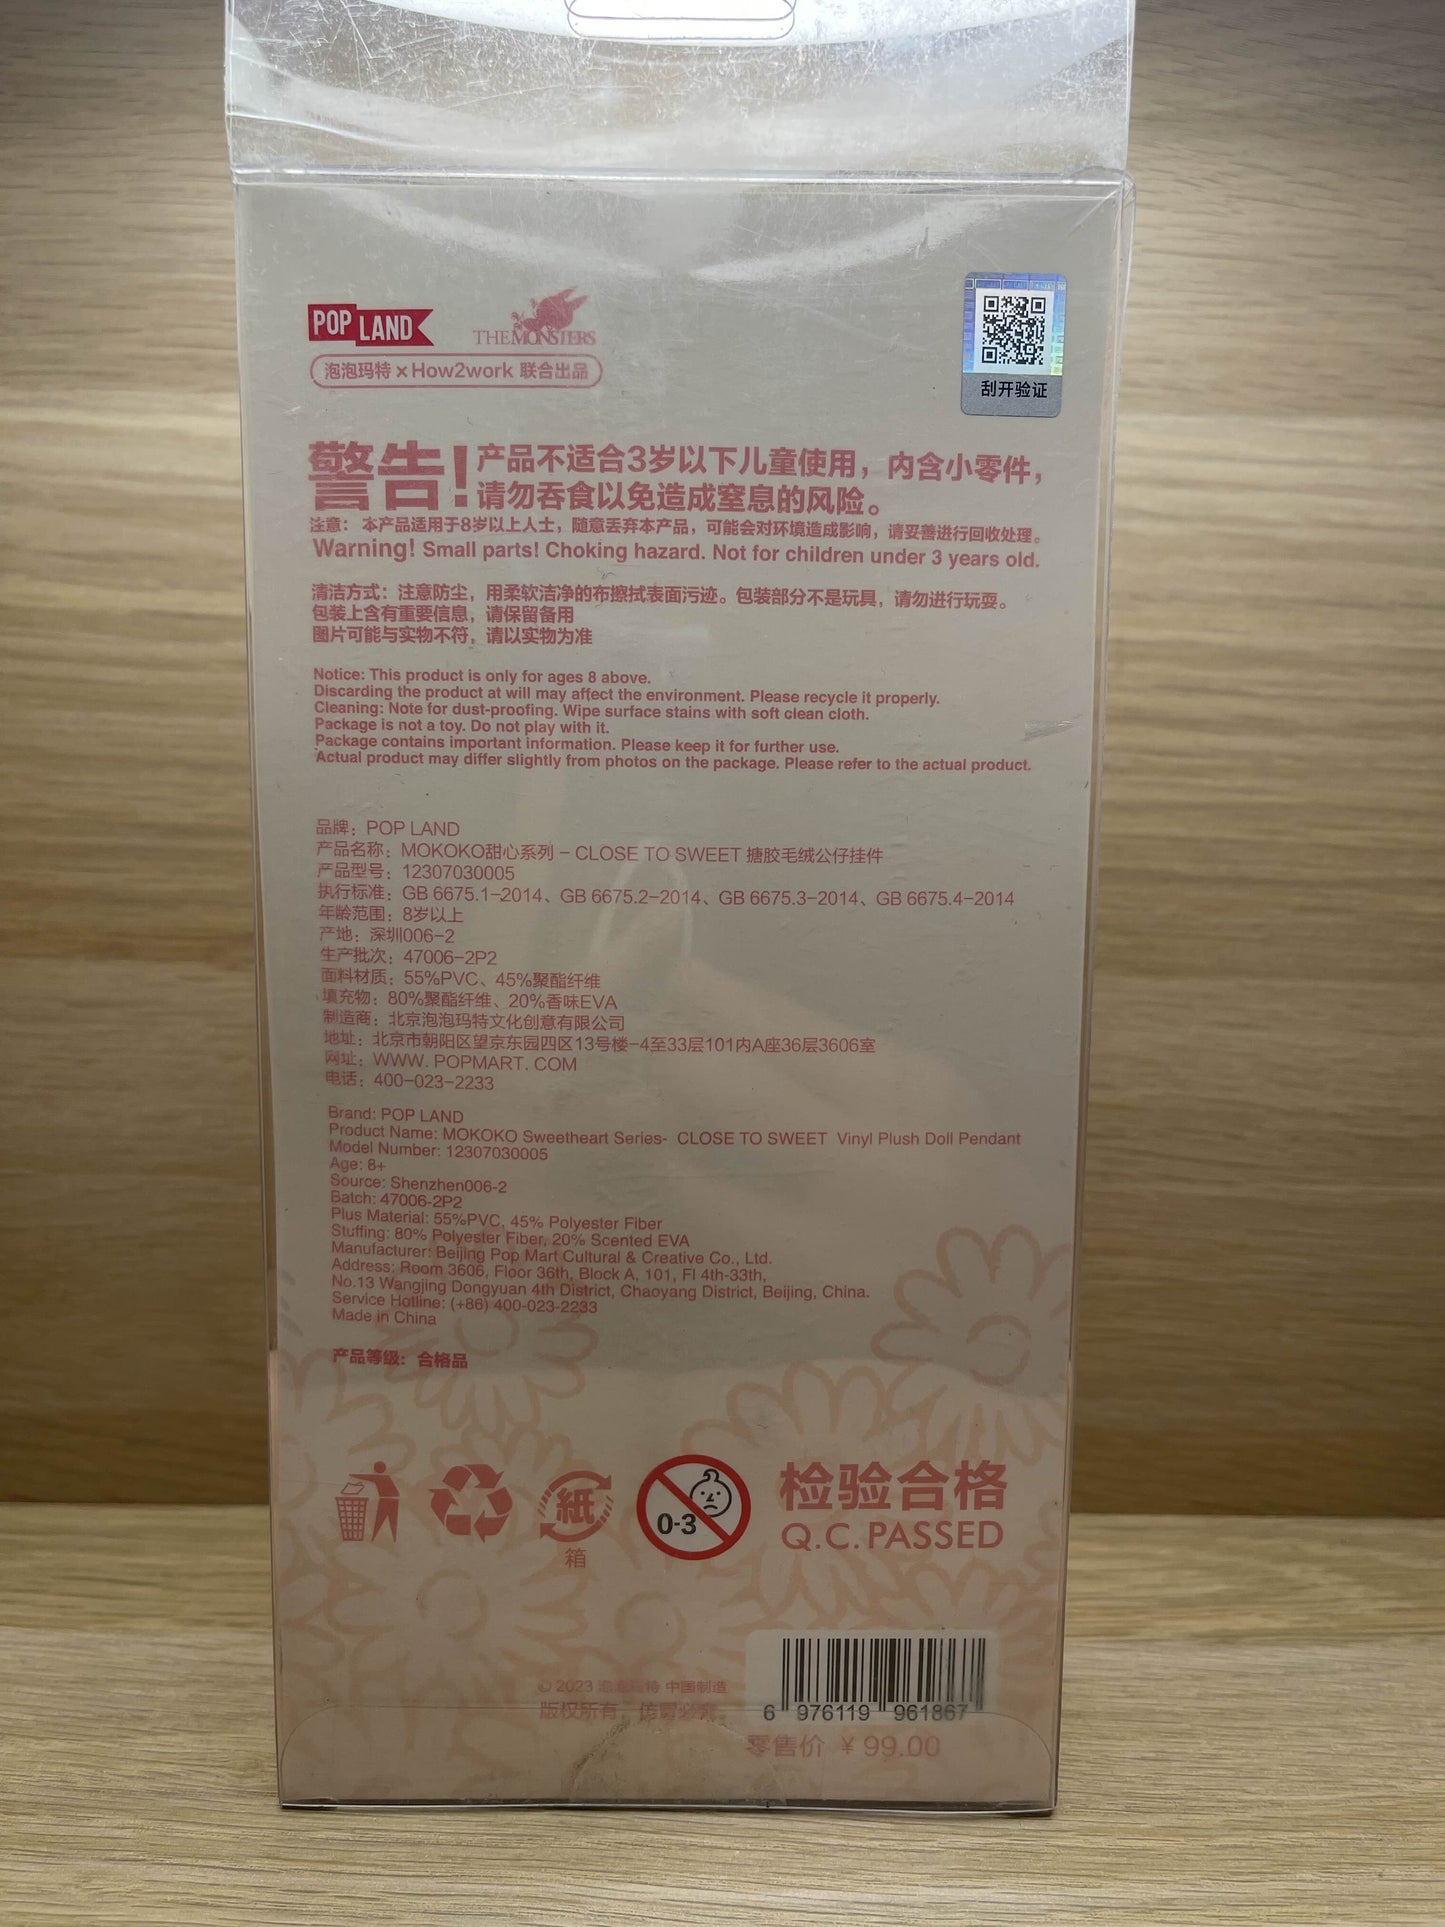 POP LAND
THE MONSTERS
泡泡玛特 × How2work 联合出品
刮开验证
警告！产品不适合3岁以下儿童使用，内含小零件，
请勿吞食以免造成窒息的风险。
注意：本产品适用于8岁以上人士，随意丢弃本产品，可能会对环境造成影响，请妥善进行回收处理。
Warning! Small parts! Choking hazard. Not for children under 3 years old.
清洁方式：注意防尘，用柔软洁净的布擦拭表面污迹。包装部分不是玩具，请勿进行玩耍。
包装上含有重要信息，请保留备用
图片可能与实物不符，请以实物为准
Notice: This product is only for ages 8 above.
Discarding the product at will may affect the environment. Please recycle it properly.
Cleaning: Note for dust-proofing. Wipe surface stains with soft clean cloth.
Package is not a toy. Do not play with it.
Package contains important information. Please keep it for further use.
Actual product may differ slightly from photos on the package. Please refer to the actual product.
品牌：POP LAND
产品名称：MOKOKO甜心系列 – CLOSE TO SWEET 搪胶毛绒公仔挂件
产品型号：12307030005
执行标准：GB 6675.1–2014、GB 6675.2–2014、GB 6675.3–2014、GB 6675.4–2014
年龄范围：8岁以上
产地：深圳006–2
生产批次：47006–2P2
面料材质：55%PVC、45%聚酯纤维
填充物：80%聚酯纤维、20%香味EVA
制造商：北京泡泡玛特文化创意有限公司
地址：北京市朝阳区望京东园四区13号楼–4至33层101内A座36层3606室
网址：WWW. POPMART. COM
电话：400–023–2233
Brand: POP LAND
Product Name: MOKOKO Sweetheart Series- CLOSE TO SWEET Vinyl Plush Doll Pendant
Model Number: 12307030005
Age: 8+
Source: Shenzhen006-2
Batch: 47006-2P2
Plus Material: 55%PVC, 45% Polyester Fiber
Stuffing: 80% Polyester Fiber, 20% Scented EVA
Manufacturer: Beijing Pop Mart Cultural & Creative Co., Ltd.
Address: Room 3606, Floor 36th, Block A, 101, Fl 4th-33th,
No.13 Wangjing Dongyuan 4th District, Chaoyang District, Beijing, China.
Service Hotline: (+86) 400-023-2233
Made in China
产品等级：合格品
紙
箱
0-3
检验合格
Q.C. PASSED
© 2023 泡泡玛特 中国制造
版权所有，仿冒必究。
6 976119 961867
零售价 ¥ 99.00